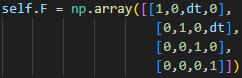 self.F = np.array([[1,0,dt,0],
[0,1,0,dt],
[0,0,1,0],
[0,0,0,1]])